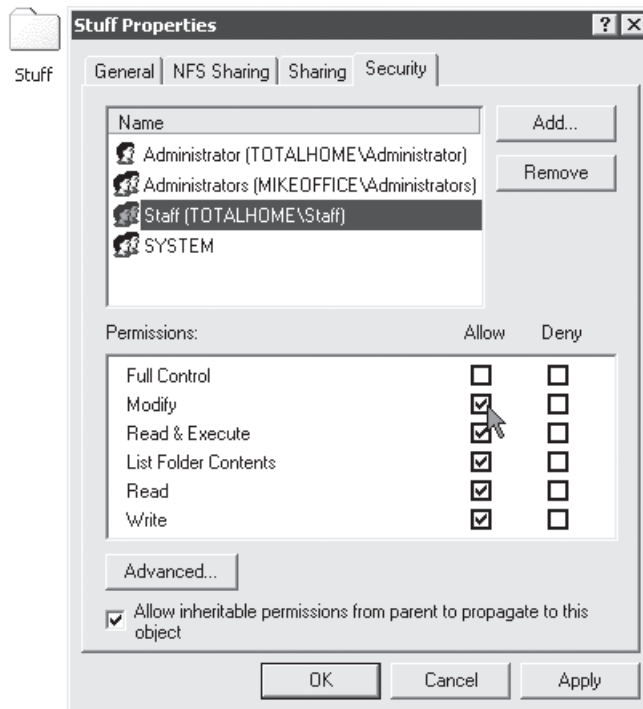 Stuff
Stuff Properties
General NFS Sharing Sharing Security
Name
Administrator (TOTALHOME\Administrator)
Administrators (MIKEOFFICE\Administrators)
Staff (TOTALHOME\Staff)
SYSTEM
Add...
Remove
Permissions: Allow Deny
Full Control
Modify
Read & Execute
List Folder Contents
Read
Write
Advanced...
Allow inheritable permissions from parent to propagate to this
object
OK Cancel Apply